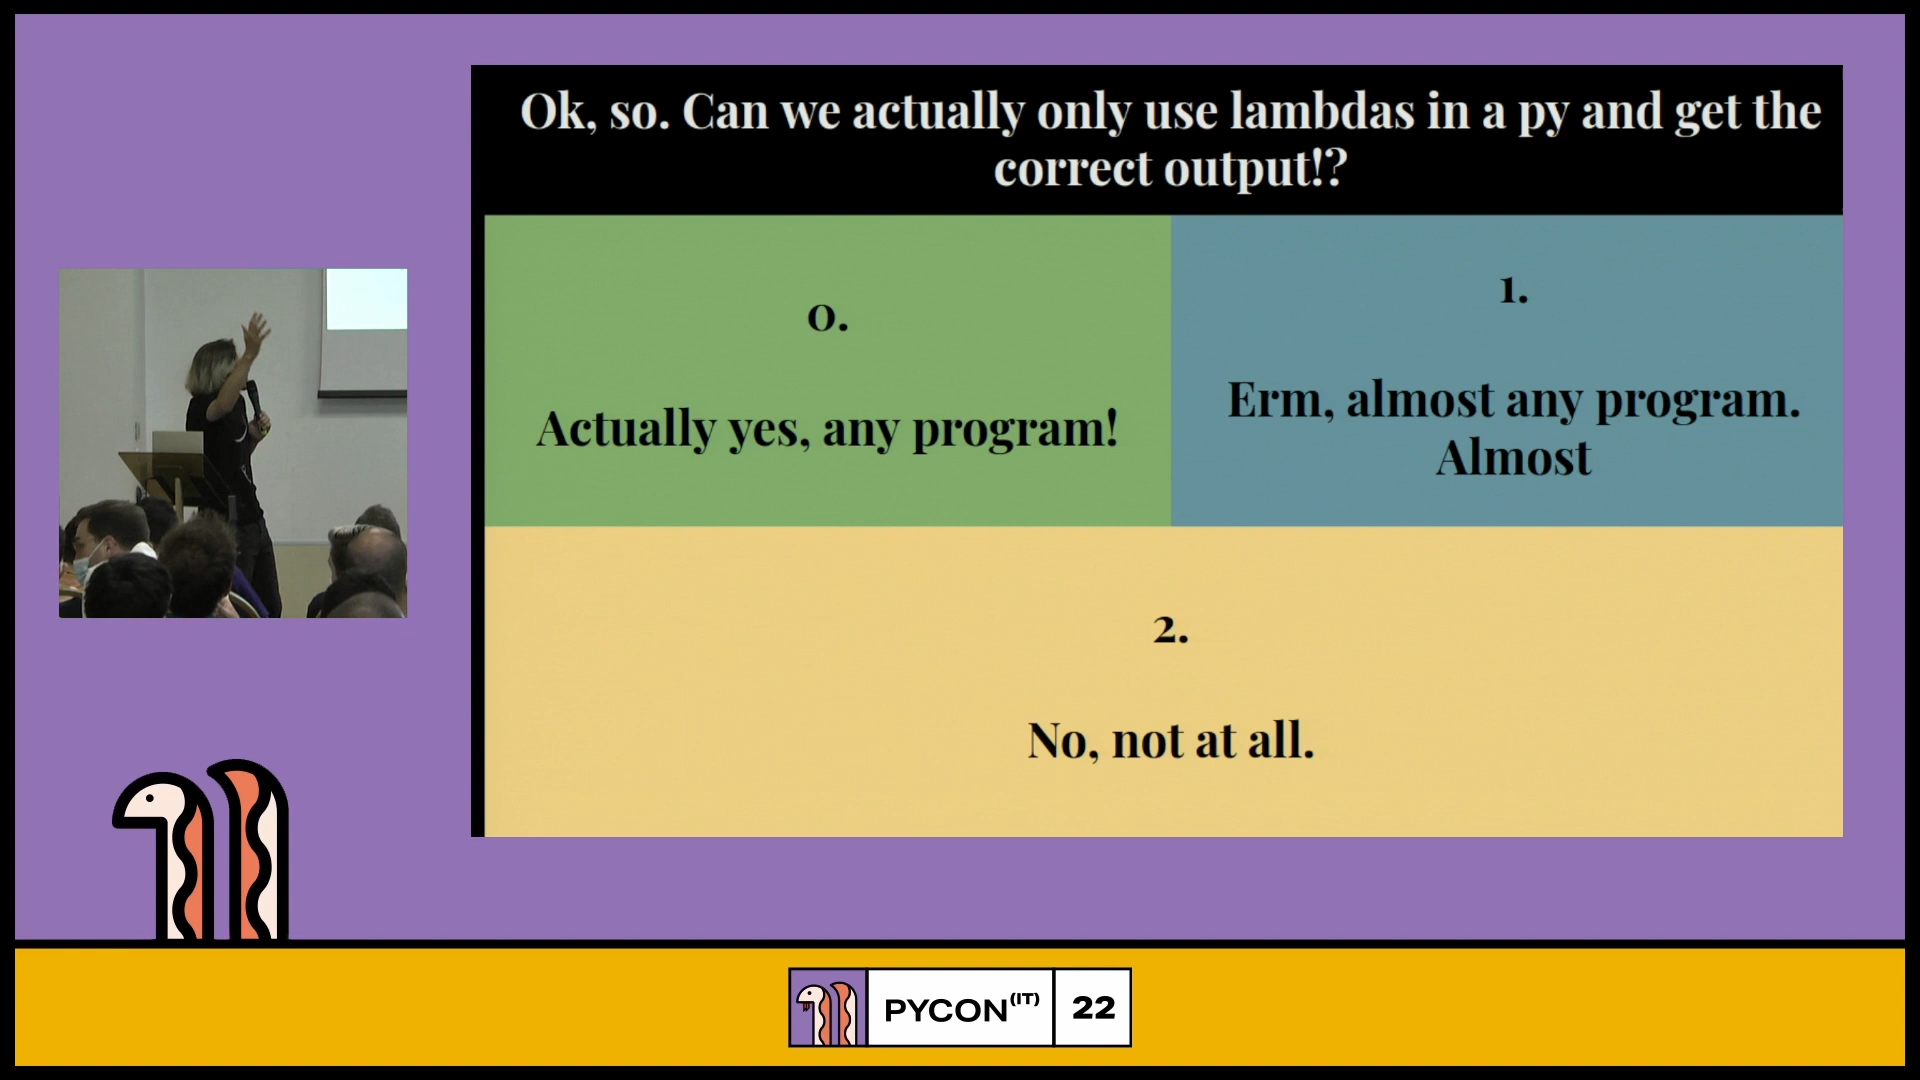 Ok, so. Can we actually only use lambdas in a py and get the
correct output!?
0.
Actually yes, any program!
1.
Erm, almost any program.
Almost
2.
No, not at all.
PYCON(IT) 22